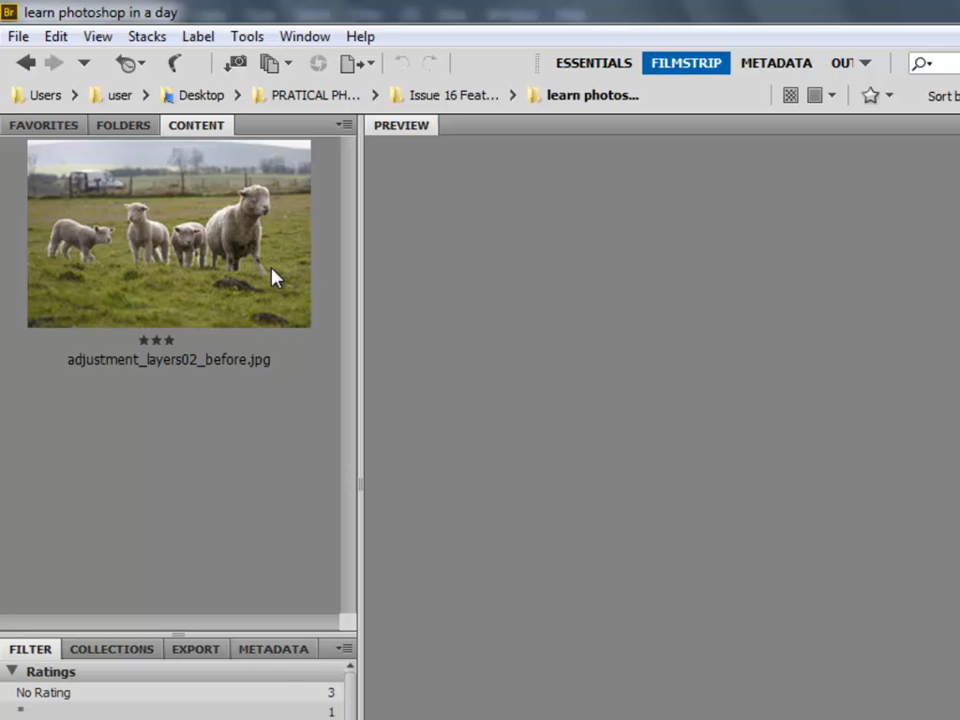 Br learn photoshop in a day
File Edit View Stacks Label Tools Window Help
ESSENTIALS FILMSTRIP METADATA OUT
Users user Desktop PRATICAL PH... Issue 16 Feat... learn photos... Sort b
FAVORITES FOLDERS CONTENT PREVIEW
adjustment_layers02_before.jpg
FILTER COLLECTIONS EXPORT METADATA
Ratings
No Rating 3
* 1